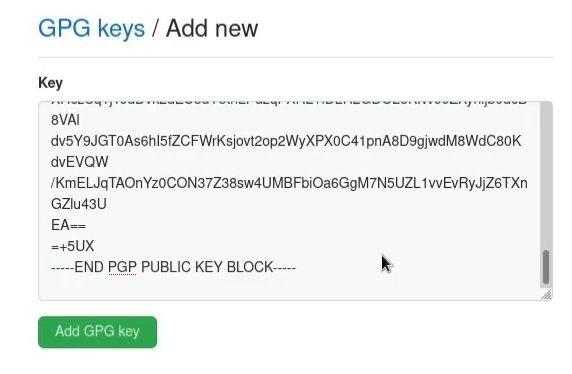 GPG keys / Add new
Key
8VAl
dv5Y9JGT0As6hI5fZCFWrKsjovt2op2WyXPX0C41pnA8D9gjwdM8WdC80K
dvEVQW
/KmELJqTAOnYz0CON37Z38sw4UMBFbiOa6GgM7N5UZL1vvEvRyJjZ6TXn
GZlu43U
EA==
=+5UX
-----END PGP PUBLIC KEY BLOCK-----
Add GPG key